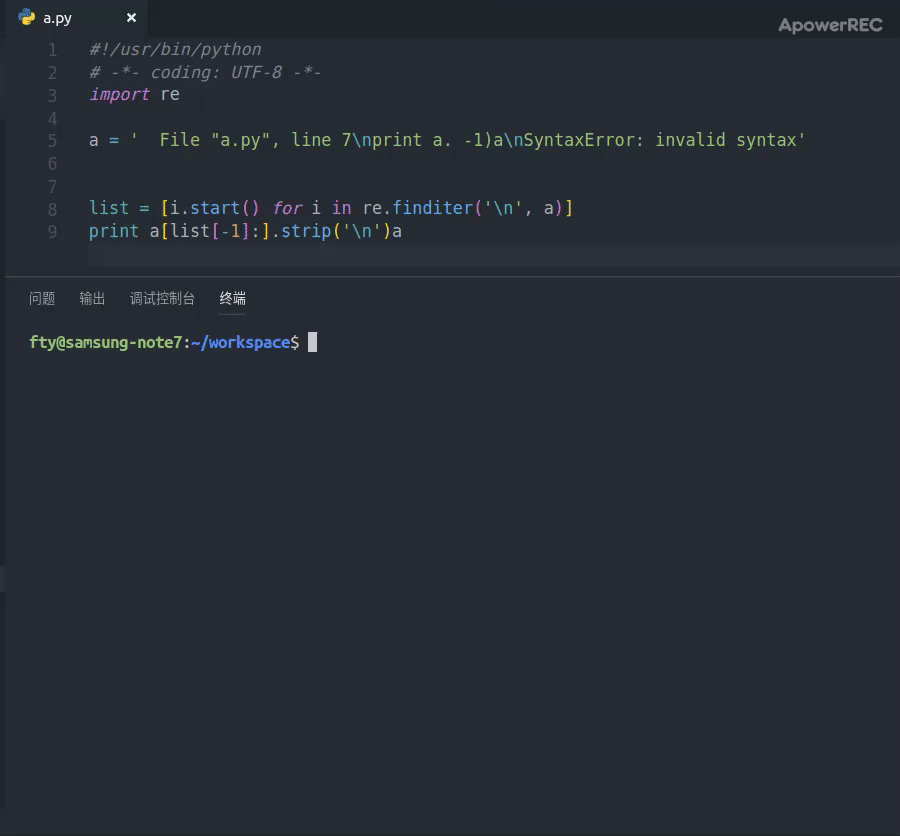 a.py ×
ApowerREC
1 #!/usr/bin/python
2 # -*- coding: UTF-8 -*-
3 import re
4
5 a = '  File "a.py", line 7\nprint a. -1)a\nSyntaxError: invalid syntax'
6
7
8 list = [i.start() for i in re.finditer('\n', a)]
9 print a[list[-1]:].strip('\n')a
问题 输出 调试控制台 终端
fty@samsung-note7:~/workspace$